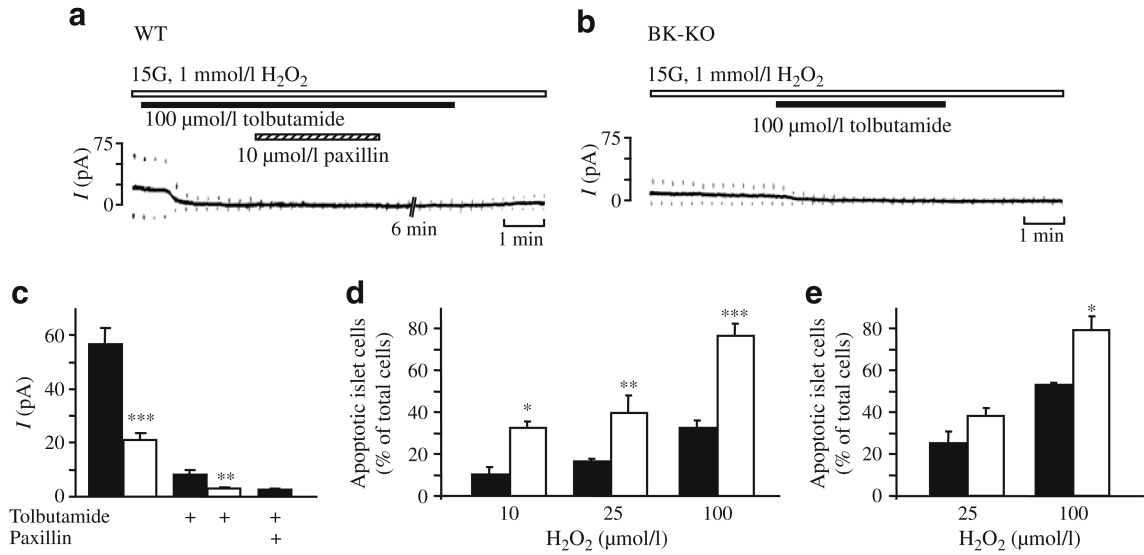 a
WT
15G, 1 mmol/l H₂O₂
100 µmol/l tolbutamide
10 µmol/l paxillin
75
0
I (pA)
6 min
1 min
b
BK-KO
15G, 1 mmol/l H₂O₂
100 µmol/l tolbutamide
75
0
I (pA)
1 min
c
60
40
20
0
I (pA)
***
**
Tolbutamide + + +
Paxillin +
d
80
60
40
20
0
Apoptotic islet cells
(% of total cells)
*
**
***
10 25 100
H₂O₂ (µmol/l)
e
80
60
40
20
0
Apoptotic islet cells
(% of total cells)
*
25 100
H₂O₂ (µmol/l)